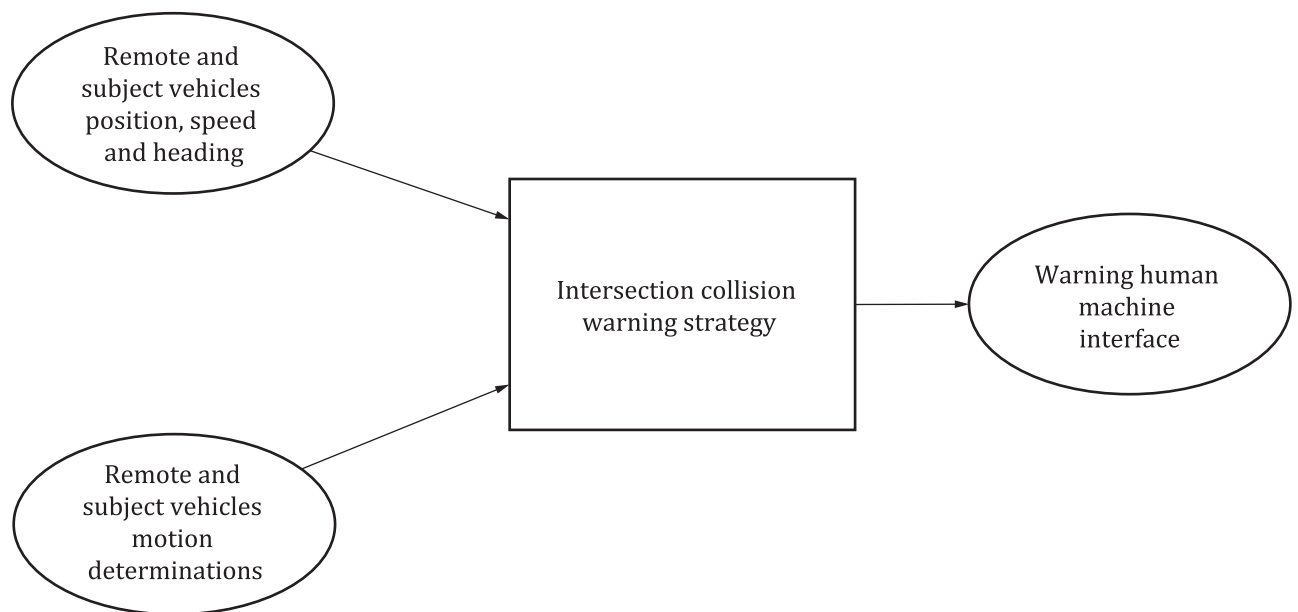 Remote and
subject vehicles
position, speed
and heading
Intersection collision
warning strategy
Warning human
machine
interface
Remote and
subject vehicles
motion
determinations